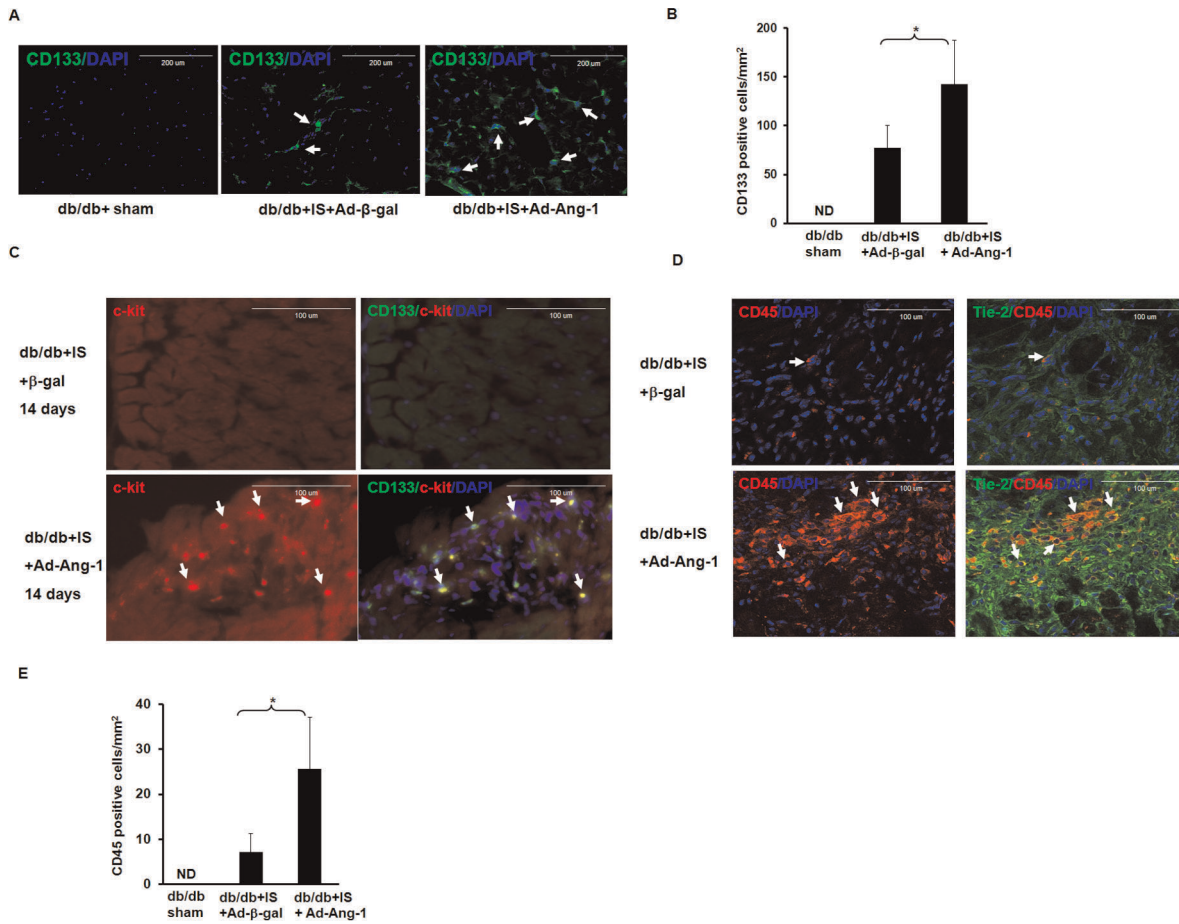 A
CD133/DAPI
200 um
CD133/DAPI
200 um
CD133/DAPI
200 um
db/db+ sham
db/db+IS+Ad-β-gal
db/db+IS+Ad-Ang-1
B
CD133 positive cells/mm²
200
150
100
50
0
*
ND
db/db
sham
db/db+IS
+Ad-β-gal
db/db+IS
+ Ad-Ang-1
C
db/db+IS
+β-gal
14 days
c-kit
100 um
CD133/c-kit/DAPI
100 um
db/db+IS
+Ad-Ang-1
14 days
c-kit
100 um
CD133/c-kit/DAPI
100 um
D
db/db+IS
+β-gal
CD45/DAPI
100 um
Tie-2/CD45/DAPI
100 um
db/db+IS
+Ad-Ang-1
CD45/DAPI
100 um
Tie-2/CD45/DAPI
100 um
E
CD45 positive cells/mm²
40
30
20
10
0
*
ND
db/db
sham
db/db+IS
+Ad-β-gal
db/db+IS
+ Ad-Ang-1